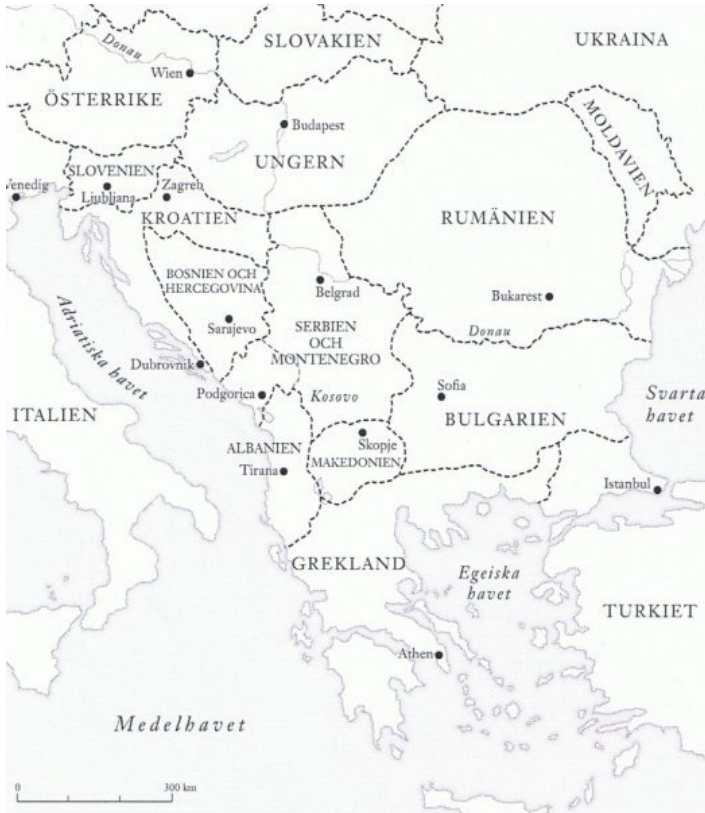 Donau
SLOVAKIEN
UKRAINA
Wien
ÖSTERRIKE
MOLDAVIEN
Budapest
UNGERN
SLOVENIEN
Zagreb
Venedig
Ljubljana
KROATIEN
RUMÄNIEN
BOSNIEN OCH
HERCEGOVINA
Belgrad
Bukarest
Adriatiska havet
Sarajevo
SERBIEN
OCH
MONTENEGRO
Donau
Dubrovnik
Podgorica
Kosovo
Sofia
Svarta
havet
ITALIEN
BULGARIEN
Skopje
ALBANIEN
MAKEDONIEN
Tirana
Istanbul
GREKLAND
Egeiska
havet
TURKIET
Athen
Medelhavet
0 300 km